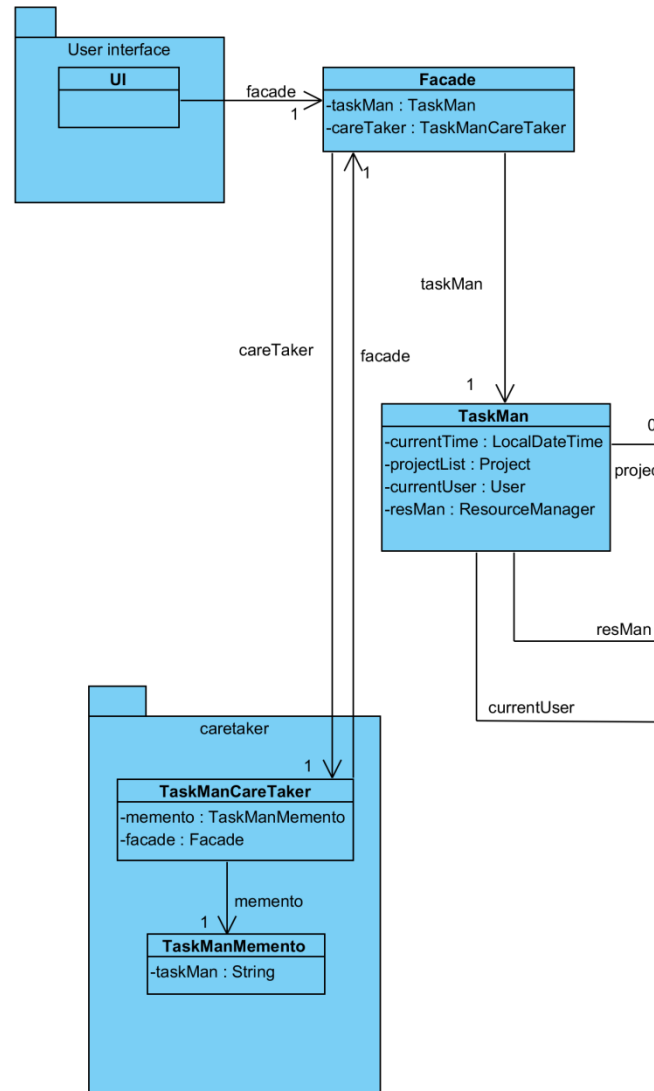 User interface
UI
facade
1
Facade
-taskMan : TaskMan
-careTaker : TaskManCareTaker
1
taskMan
careTaker
facade
1
TaskMan
-currentTime : LocalDateTime
-projectList : Project
-currentUser : User
-resMan : ResourceManager
0
projec
resMan
currentUser
caretaker
1
TaskManCareTaker
-memento : TaskManMemento
-facade : Facade
memento
1
TaskManMemento
-taskMan : String